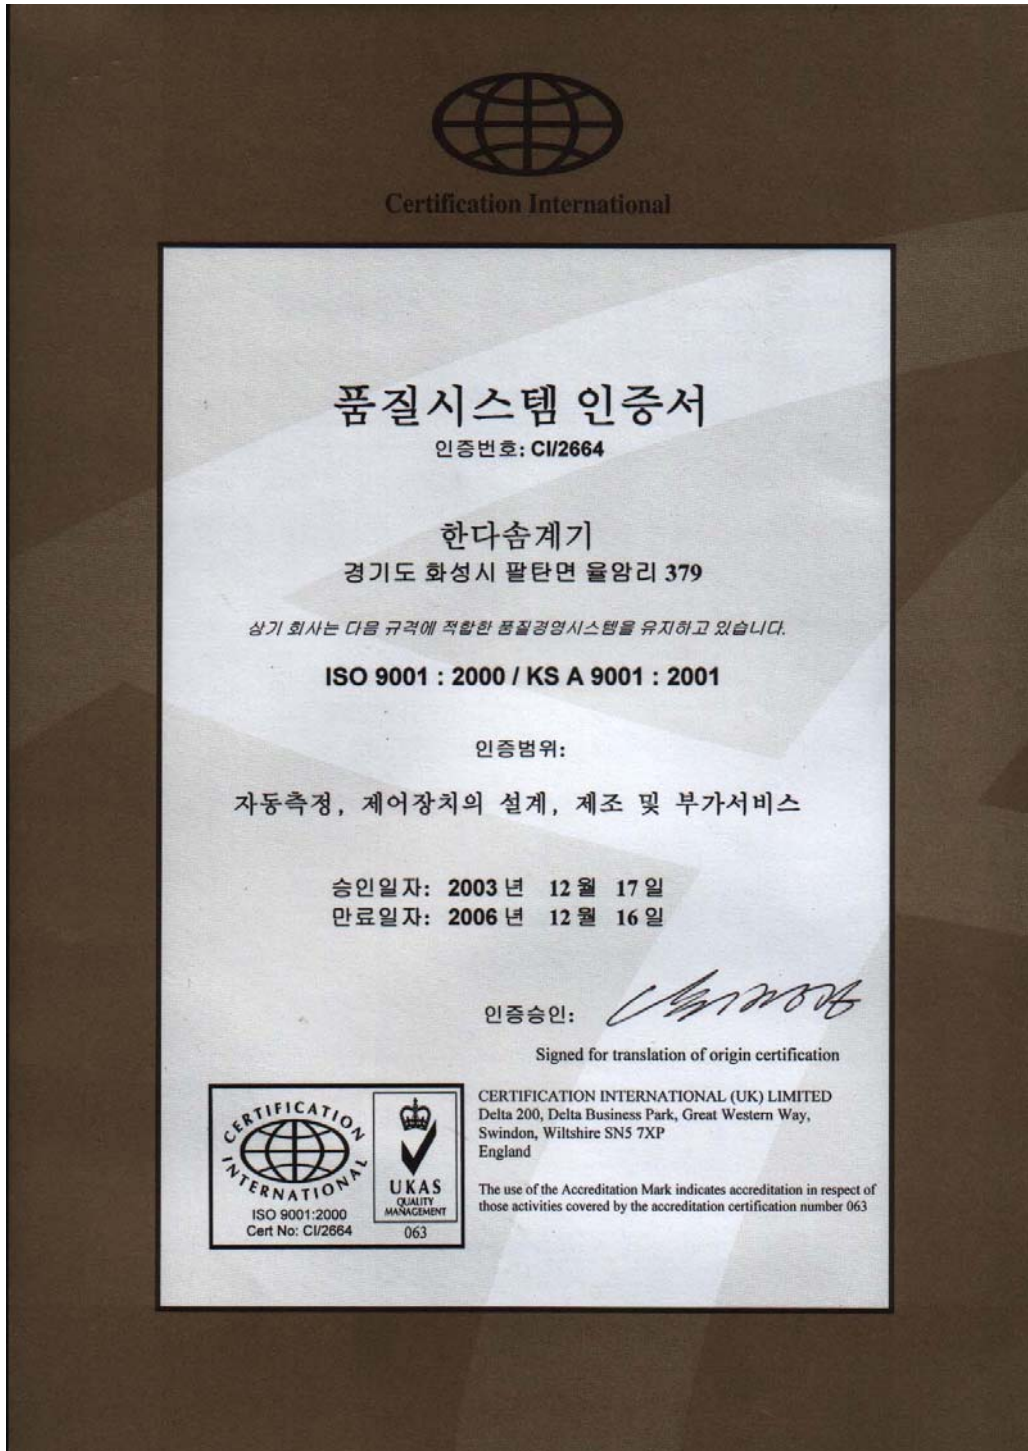 Certification International
품질시스템 인증서
인증번호: CI/2664
한다솜계기
경기도 화성시 팔탄면 율암리 379
상기 회사는 다음 규격에 적합한 품질경영시스템을 유지하고 있습니다.
ISO 9001 : 2000 / KS A 9001 : 2001
인증범위:
자동측정, 제어장치의 설계, 제조 및 부가서비스
승인일자: 2003 년 12 월 17 일
만료일자: 2006 년 12 월 16 일
인증승인:
Signed for translation of origin certification
CERTIFICATION INTERNATIONAL
ISO 9001:2000
Cert No: CI/2664
UKAS
QUALITY
MANAGEMENT
063
CERTIFICATION INTERNATIONAL (UK) LIMITED
Delta 200, Delta Business Park, Great Western Way,
Swindon, Wiltshire SN5 7XP
England
The use of the Accreditation Mark indicates accreditation in respect of
those activities covered by the accreditation certification number 063